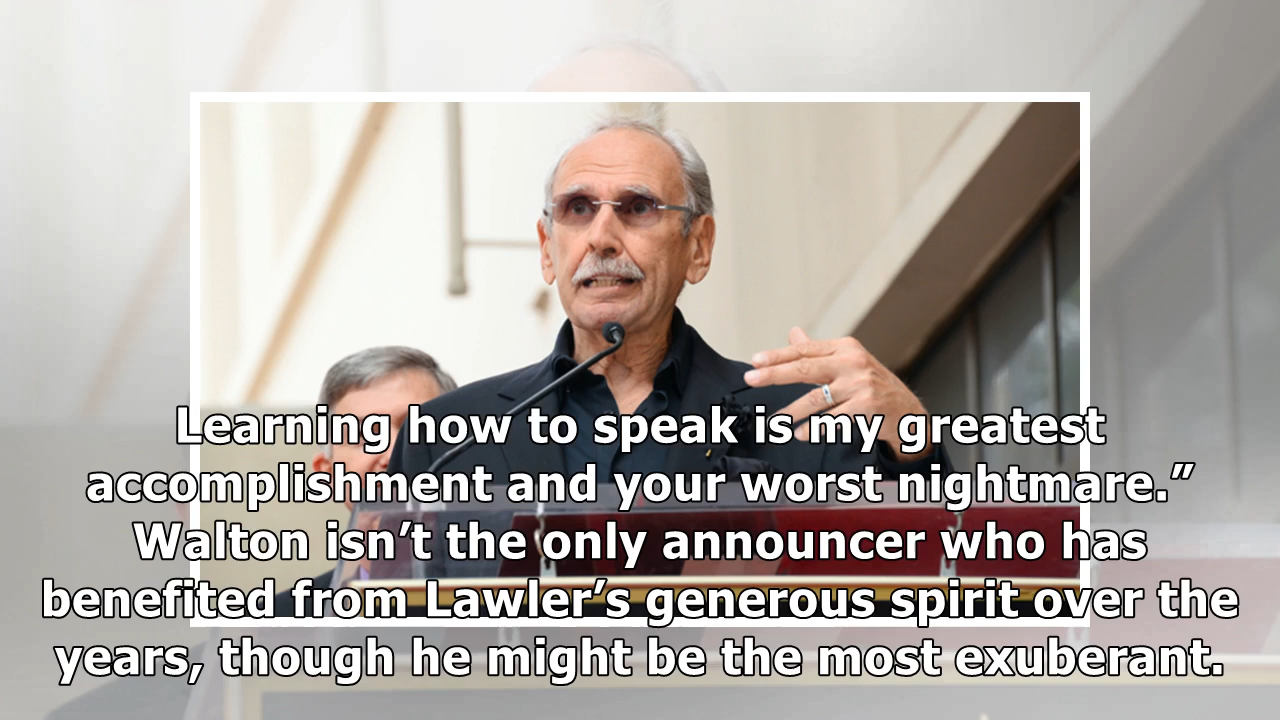 Learning how to speak is my greatest
accomplishment and your worst nightmare.”
Walton isn’t the only announcer who has
benefited from Lawler’s generous spirit over the
years, though he might be the most exuberant.